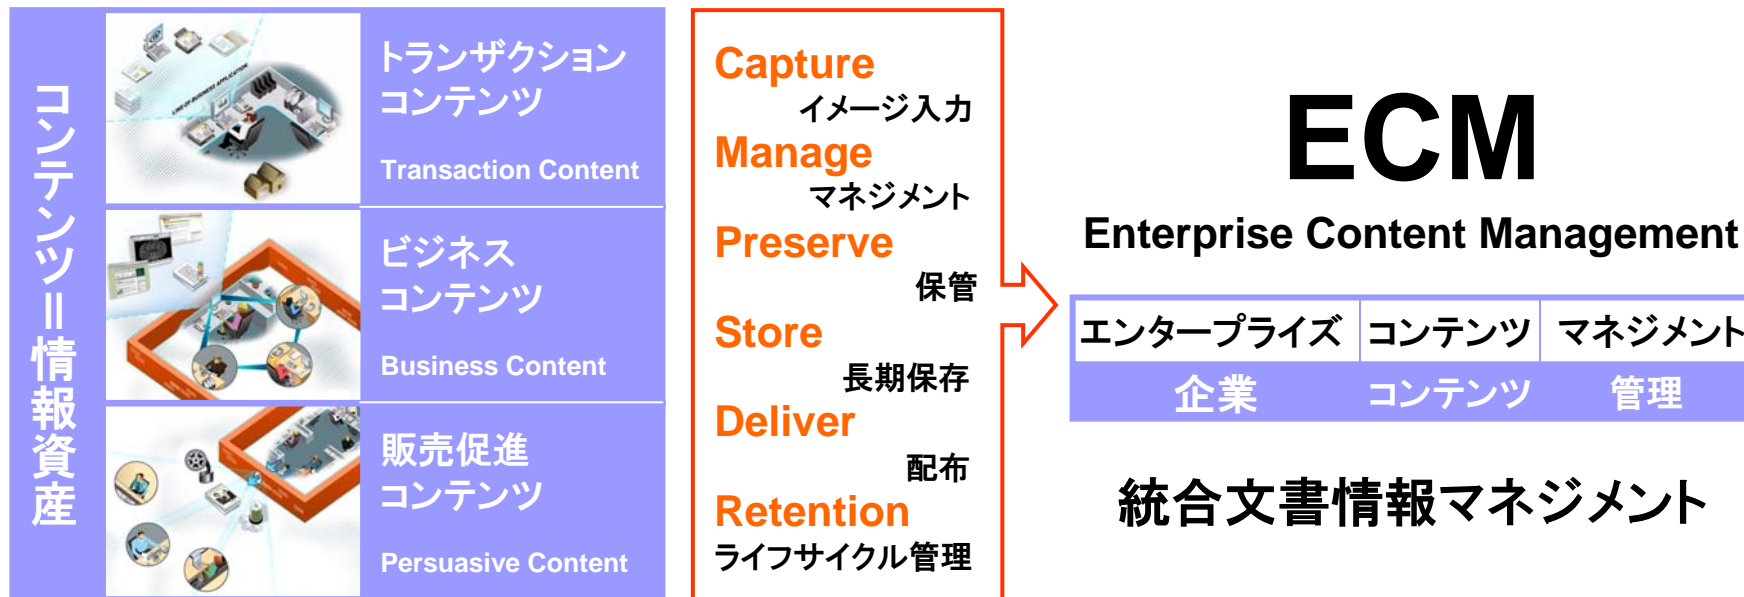 コンテンツ＝情報資産
LINE OF BUSINESS APPLICATION
トランザクション
コンテンツ
Transaction Content
ビジネス
コンテンツ
Business Content
販売促進
コンテンツ
Persuasive Content
Capture
イメージ入力
Manage
マネジメント
Preserve
保管
Store
長期保存
Deliver
配布
Retention
ライフサイクル管理
ECM
Enterprise Content Management
エンタープライズ コンテンツ マネジメント
企業 コンテンツ 管理
統合文書情報マネジメント